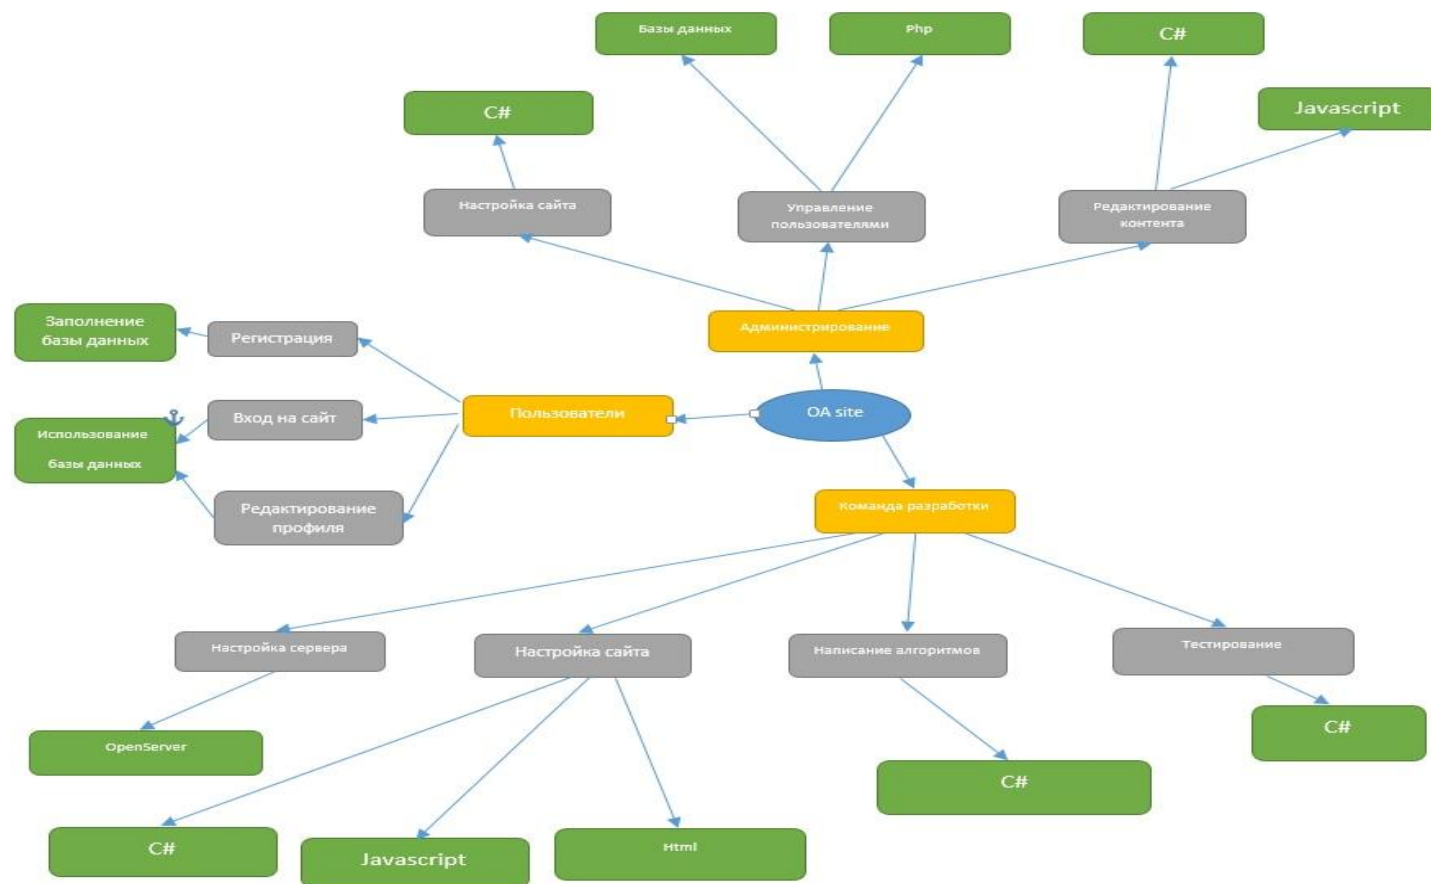 Базы данных
Php
C#
C#
Javascript
Настройка сайта
Управление
пользователями
Редактирование
контента
Заполнение
базы данных
Регистрация
Администрирование
Использование
базы данных
Вход на сайт
Пользователи
OA site
Редактирование
профиля
Команда разработки
Настройка сервера
Настройка сайта
Написание алгоритмов
Тестирование
OpenServer
C#
C#
C#
Javascript
Html